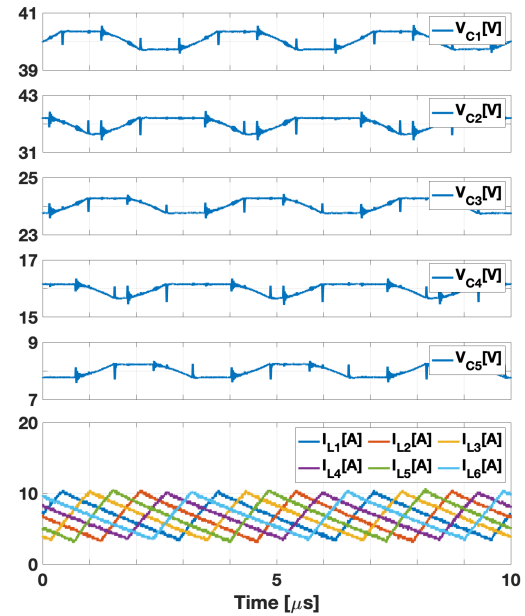 41
V_C1[V]
39
43
V_C2[V]
31
25
V_C3[V]
23
17
V_C4[V]
15
9
V_C5[V]
7
20
I_L1[A] I_L2[A] I_L3[A]
I_L4[A] I_L5[A] I_L6[A]
10
0
0 5 10
Time [μs]